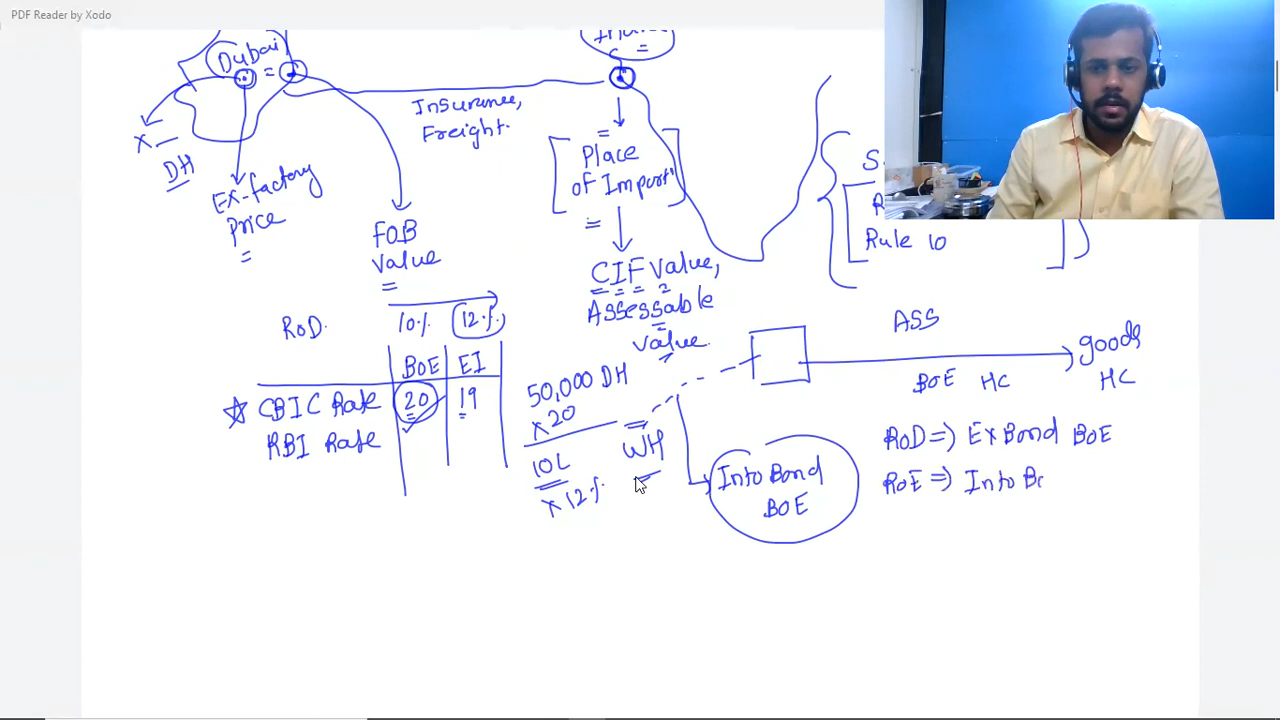 PDF Reader by Xodo
Dubai
=
Insurance,
Freight.
X
DH
Ex-factory
Price
=
FOB
Value
=
=
Place
of Import
=
CIF Value,
Assessable
Value
S
R
Rule 10
RoD
10% 12%
BOE EI
CBIC Rate 20 19
RBI Rate
50,000 DH
x 20
10L
x 12%
WH
Into Bond
BOE
ASS
BOE HC
goods
HC
RoD => Ex Bond BOE
RoE => Into Bo